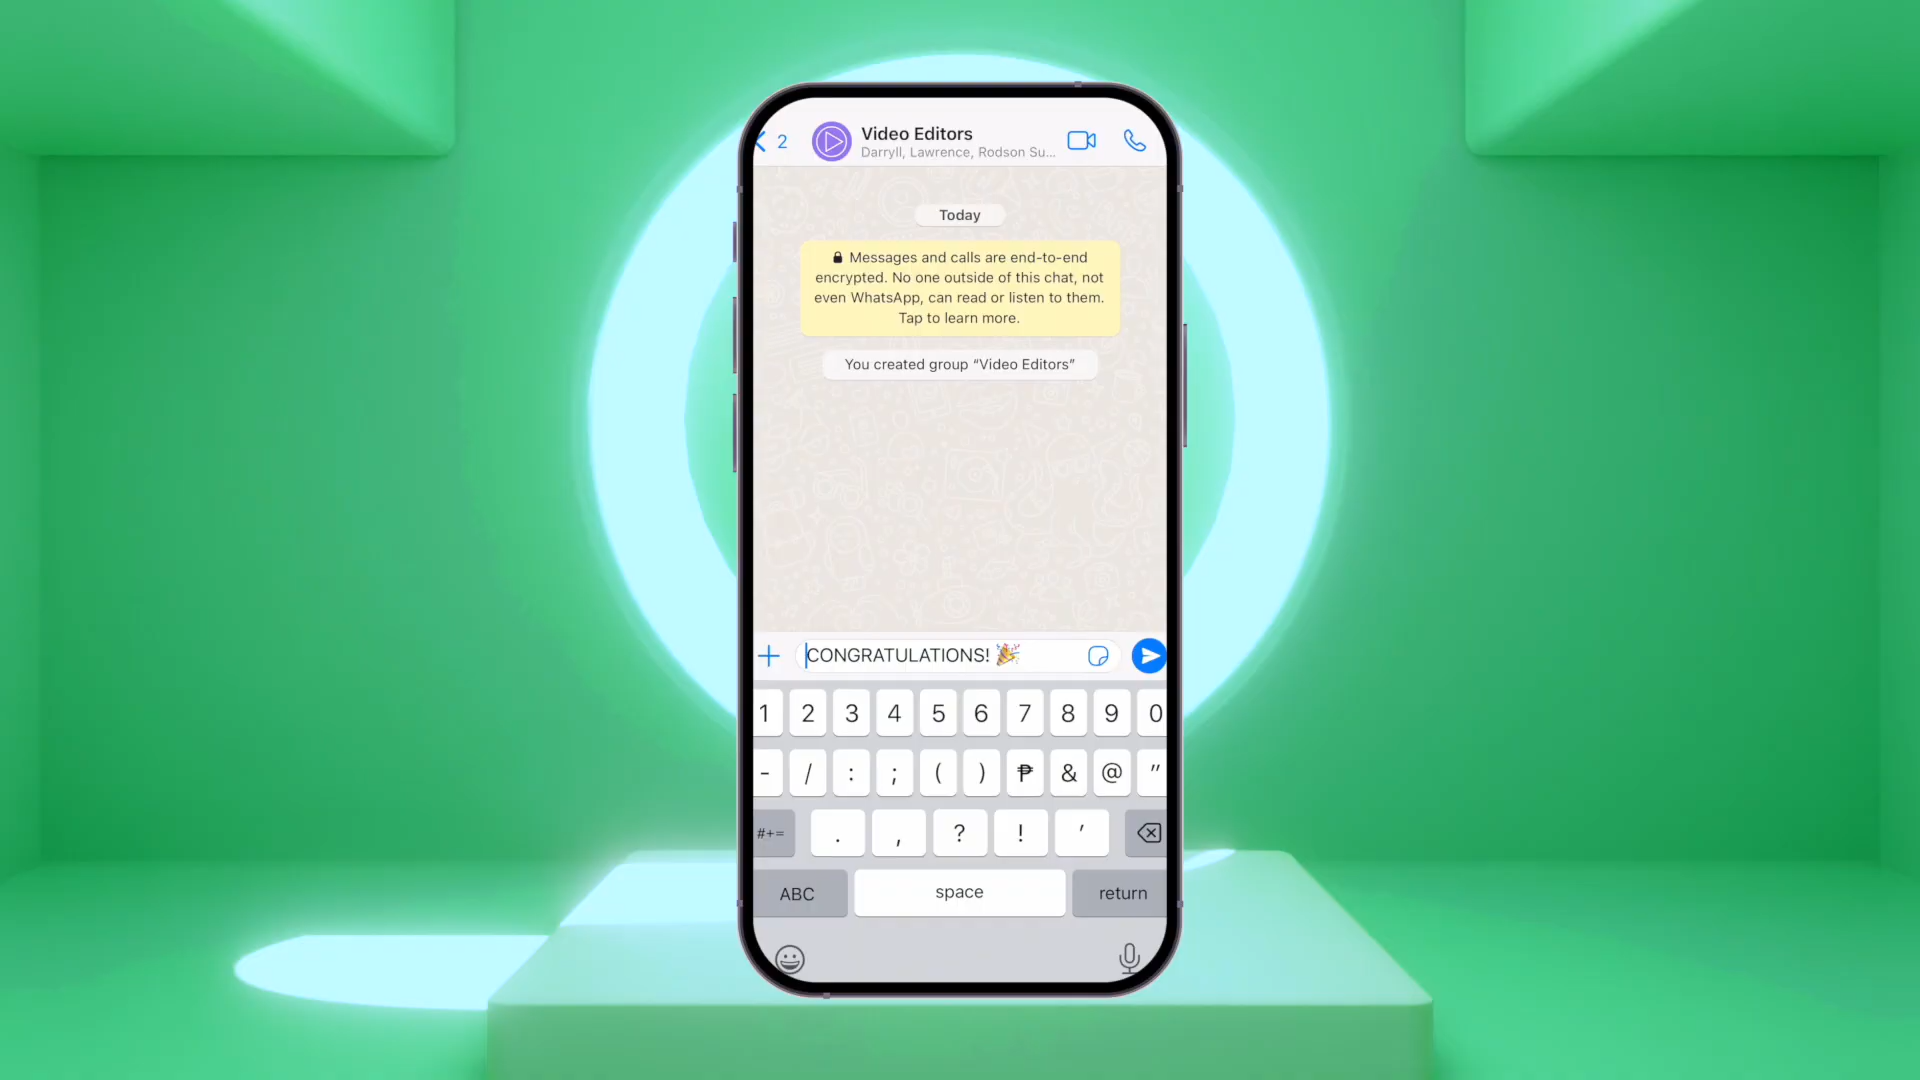 2
Video Editors
Darryll, Lawrence, Rodson Su...
Today
🔒 Messages and calls are end-to-end
encrypted. No one outside of this chat, not
even WhatsApp, can read or listen to them.
Tap to learn more.
You created group “Video Editors”
CONGRATULATIONS! 🎉
1 2 3 4 5 6 7 8 9 0
- / : ; ( ) ₱ & @ "
#+= . , ? ! '
ABC space return